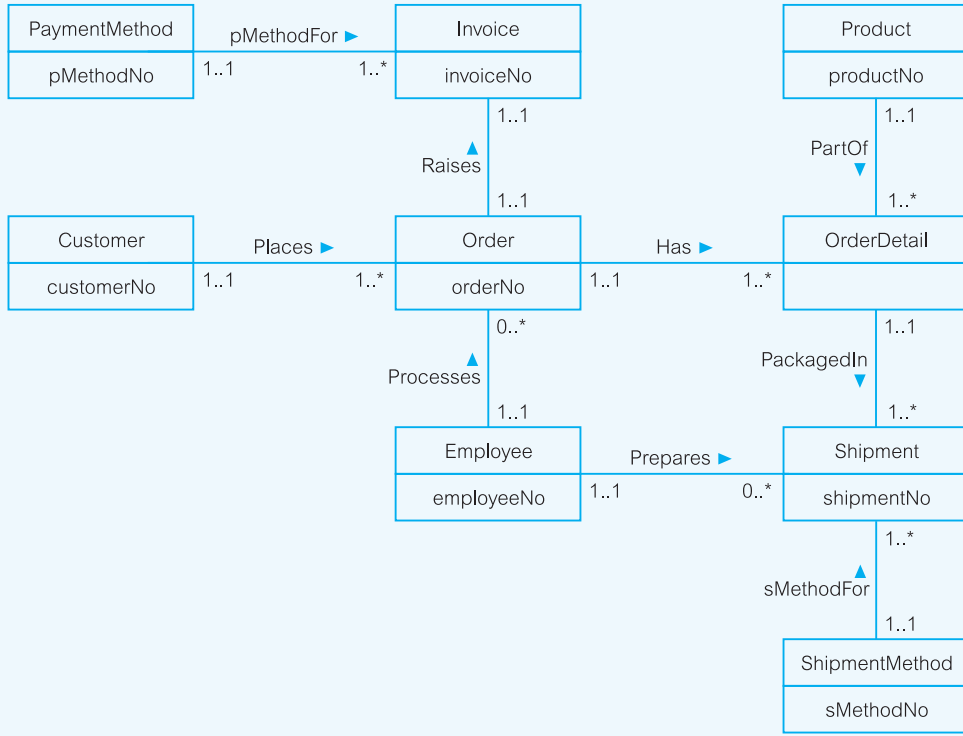 PaymentMethod
pMethodNo
pMethodFor
1..1
1..*
Invoice
invoiceNo
Product
productNo
1..1
Raises
1..1
1..1
PartOf
1..*
Customer
customerNo
Places
1..1
1..*
Order
orderNo
Has
1..1
1..*
OrderDetail
0..*
Processes
1..1
1..1
PackagedIn
1..*
Employee
employeeNo
Prepares
1..1
0..*
Shipment
shipmentNo
1..*
sMethodFor
1..1
ShipmentMethod
sMethodNo